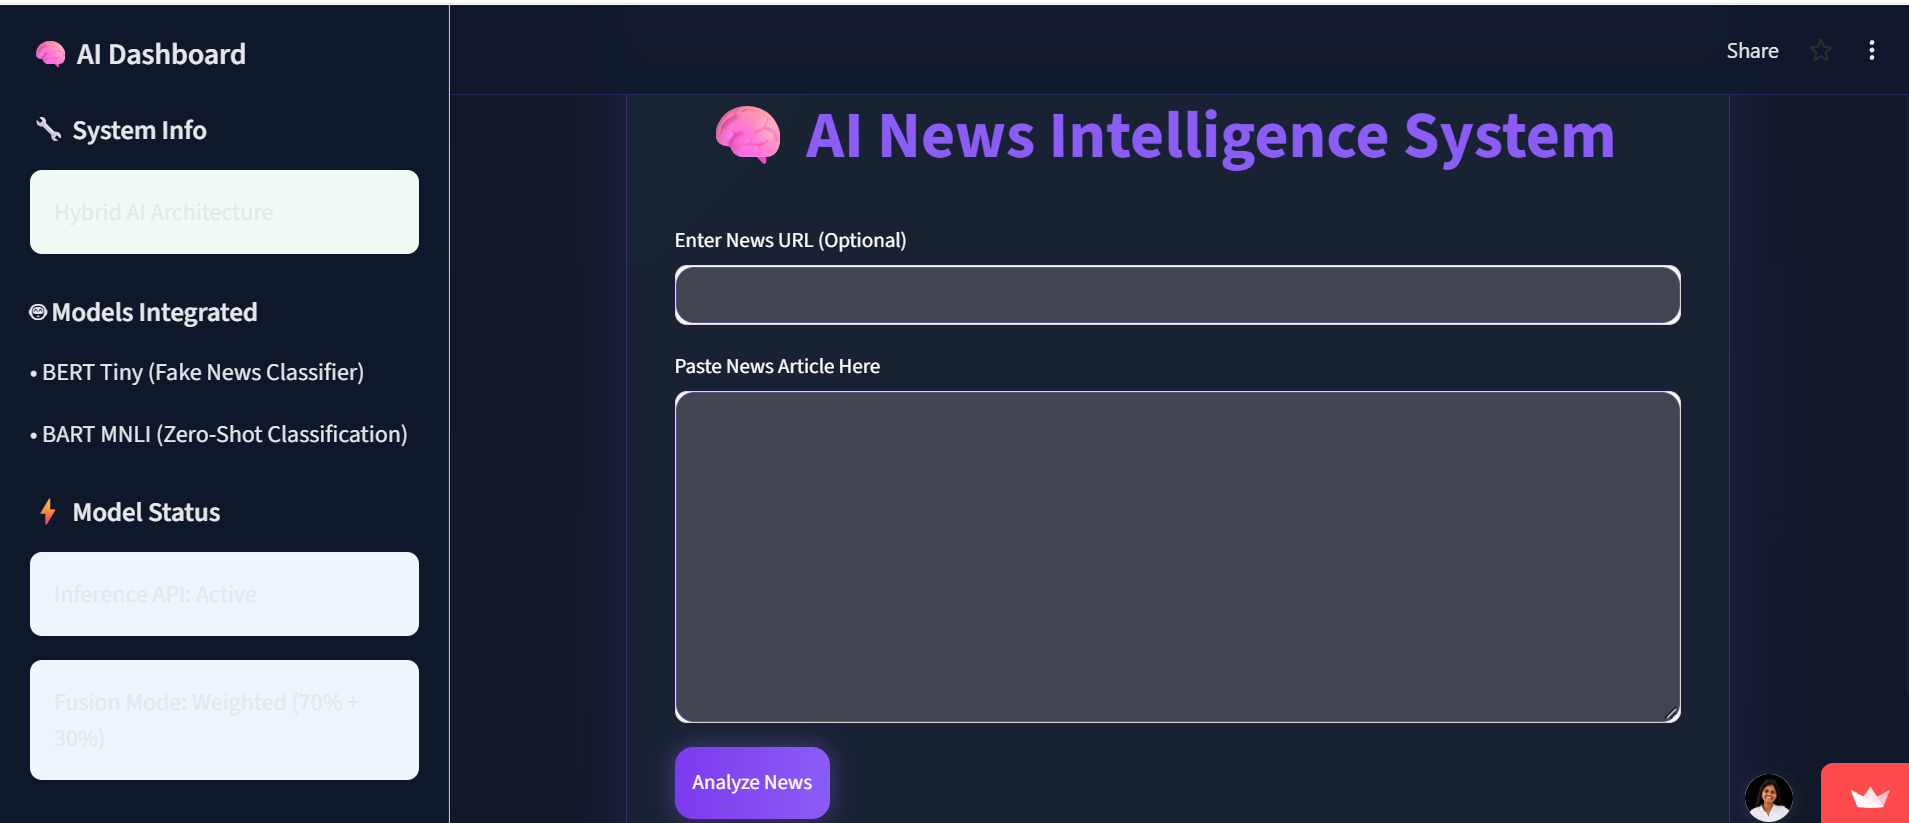 AI Dashboard
System Info
Hybrid AI Architecture
Models Integrated
• BERT Tiny (Fake News Classifier)
• BART MNLI (Zero-Shot Classification)
Model Status
Inference API: Active
Fusion Mode: Weighted (70% +
30%)
Share
AI News Intelligence System
Enter News URL (Optional)
Paste News Article Here
Analyze News